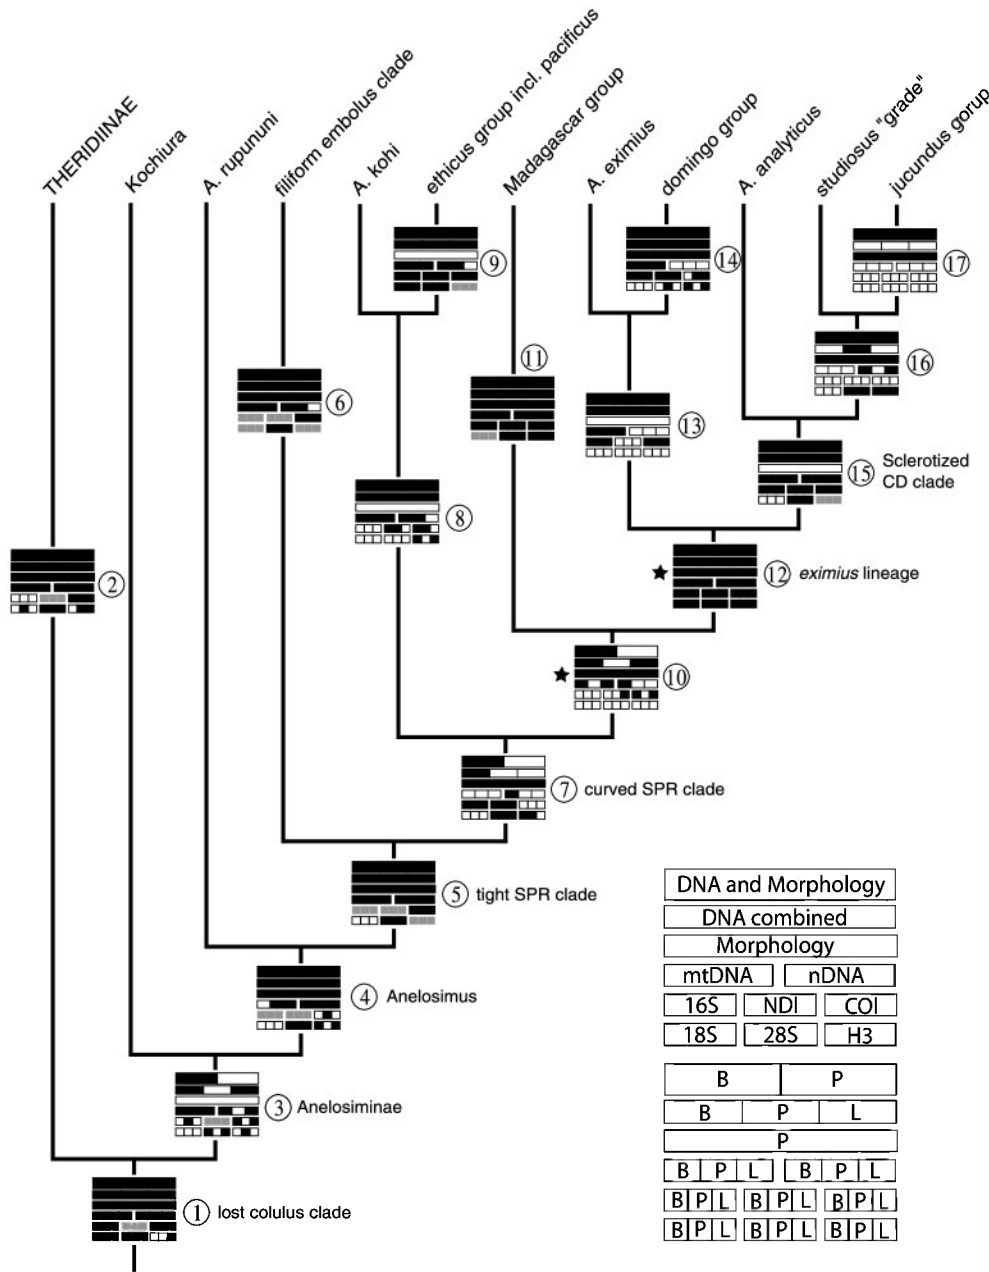 THERIDIINAE
Kochiura
A. rupununi
filiform embolus clade
A. kohi
ethicus group incl. pacificus
Madagascar group
A. eximius
domingo group
A. analyticus
studiosus "grade"
jucundus gorup
9
14
17
11
16
6
13
15 Sclerotized
CD clade
8
2
12 eximius lineage
10
7 curved SPR clade
5 tight SPR clade
4 Anelosimus
3 Anelosiminae
1 lost colulus clade
DNA and Morphology
DNA combined
Morphology
mtDNA nDNA
16S NDI COI
18S 28S H3
B P
B P L
P
B P L B P L
B P L B P L B P L
B P L B P L B P L